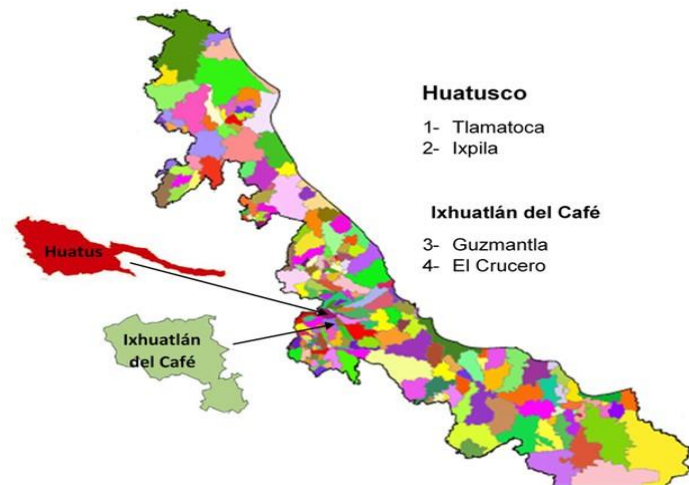 Huatusco
1- Tlamatoca
2- Ixpila
Ixhuatlán del Café
3- Guzmantla
4- El Crucero
Huatus
Ixhuatlán
del Café